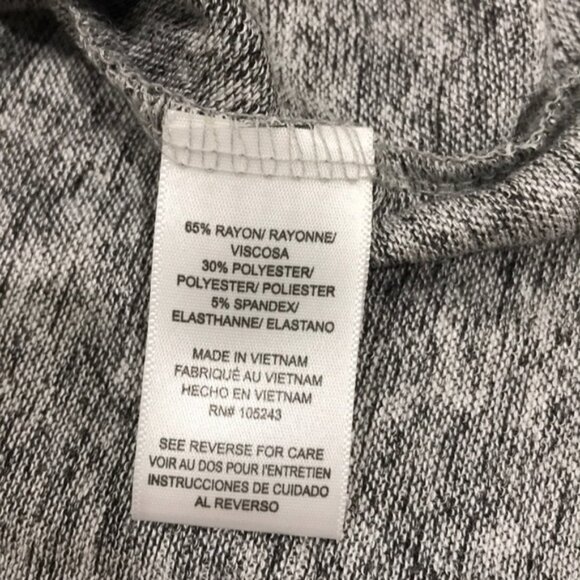 65% RAYON/ RAYONNE/
VISCOSA
30% POLYESTER/
POLYESTER/ POLIESTER
5% SPANDEX/
ELASTHANNE/ ELASTANO
MADE IN VIETNAM
FABRIQUÉ AU VIETNAM
HECHO EN VIETNAM
RN# 105243
SEE REVERSE FOR CARE
VOIR AU DOS POUR L'ENTRETIEN
INSTRUCCIONES DE CUIDADO
AL REVERSO